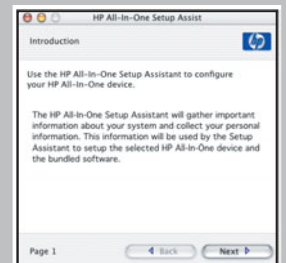 HP All-In-One Setup Assist
Introduction
hp
Use the HP All-In-One Setup Assistant to configure
your HP All-In-One device.
The HP All-In-One Setup Assistant will gather important
information about your system and collect your personal
information. This information will be used by the Setup
Assistant to setup the selected HP All-In-One device and
the bundled software.
Page 1
Back
Next